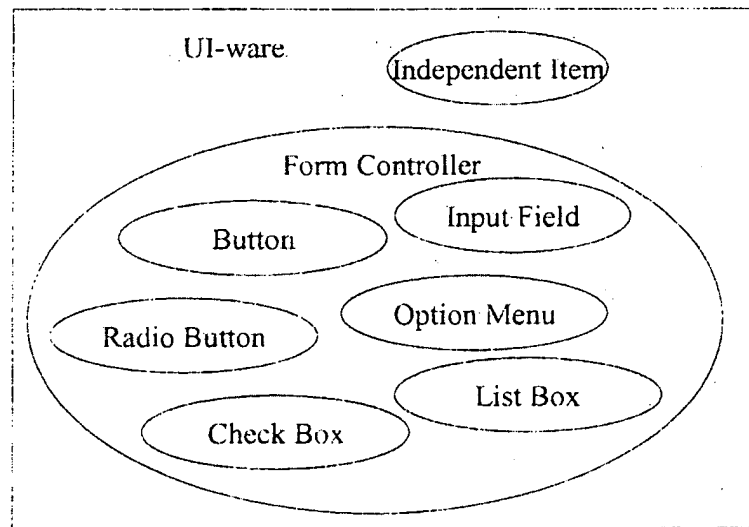 UI-ware
Independent Item
Form Controller
Input Field
Button
Option Menu
Radio Button
List Box
Check Box